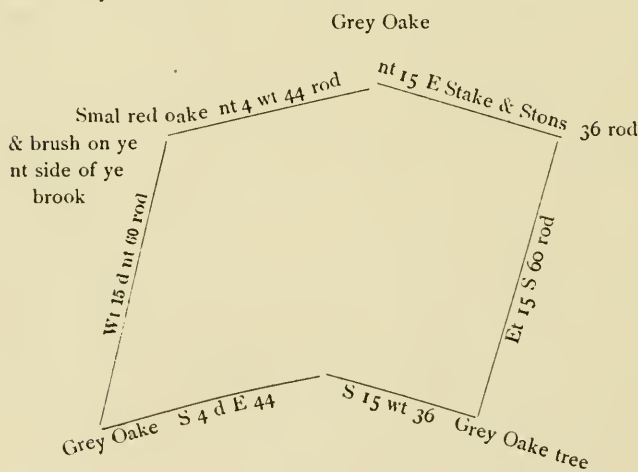 Grey Oake
nt 15 E Stake & Stons 36 rod
Smal red oake nt 4 wt 44 rod
& brush on ye
nt side of ye
brook
Wt 15 d nt 60 rod
Et 15 S 60 rod
Grey Oake S 4 d E 44
S 15 wt 36 Grey Oake tree